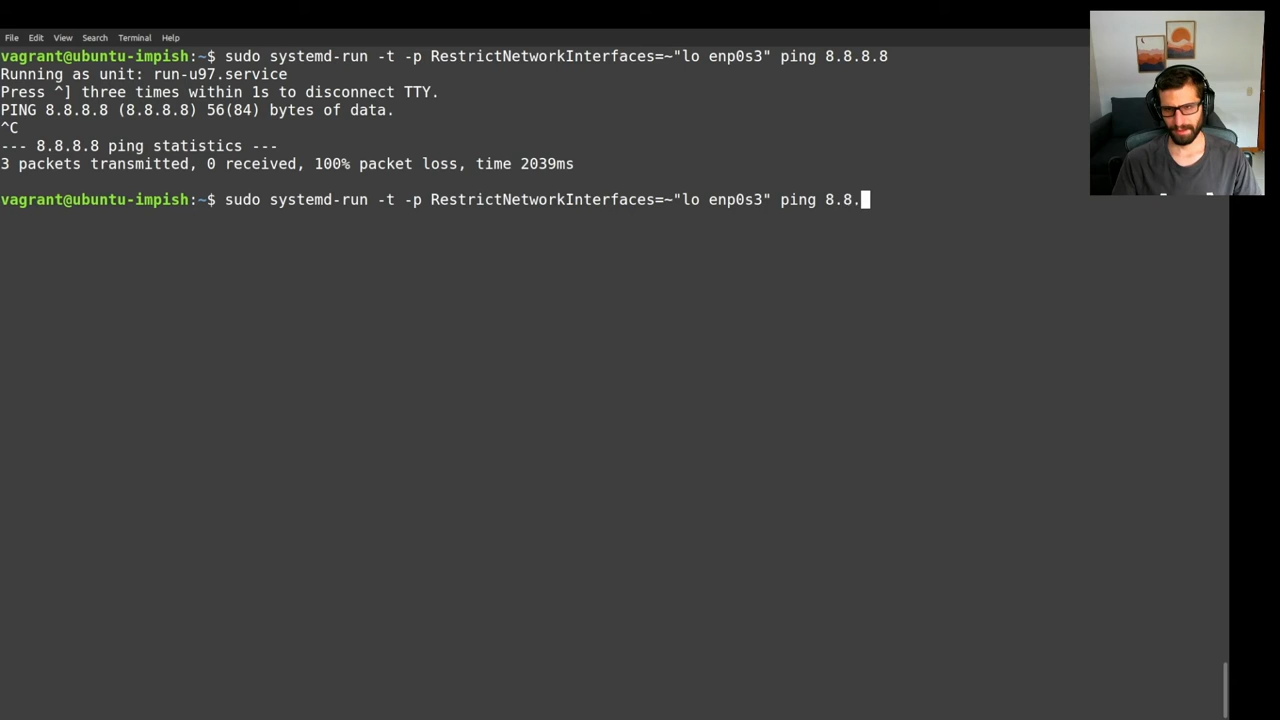 File Edit View Search Terminal Help
vagrant@ubuntu-impish:~$ sudo systemd-run -t -p RestrictNetworkInterfaces=~"lo enp0s3" ping 8.8.8.8
Running as unit: run-u97.service
Press ^] three times within 1s to disconnect TTY.
PING 8.8.8.8 (8.8.8.8) 56(84) bytes of data.
^C
--- 8.8.8.8 ping statistics ---
3 packets transmitted, 0 received, 100% packet loss, time 2039ms
vagrant@ubuntu-impish:~$ sudo systemd-run -t -p RestrictNetworkInterfaces=~"lo enp0s3" ping 8.8.